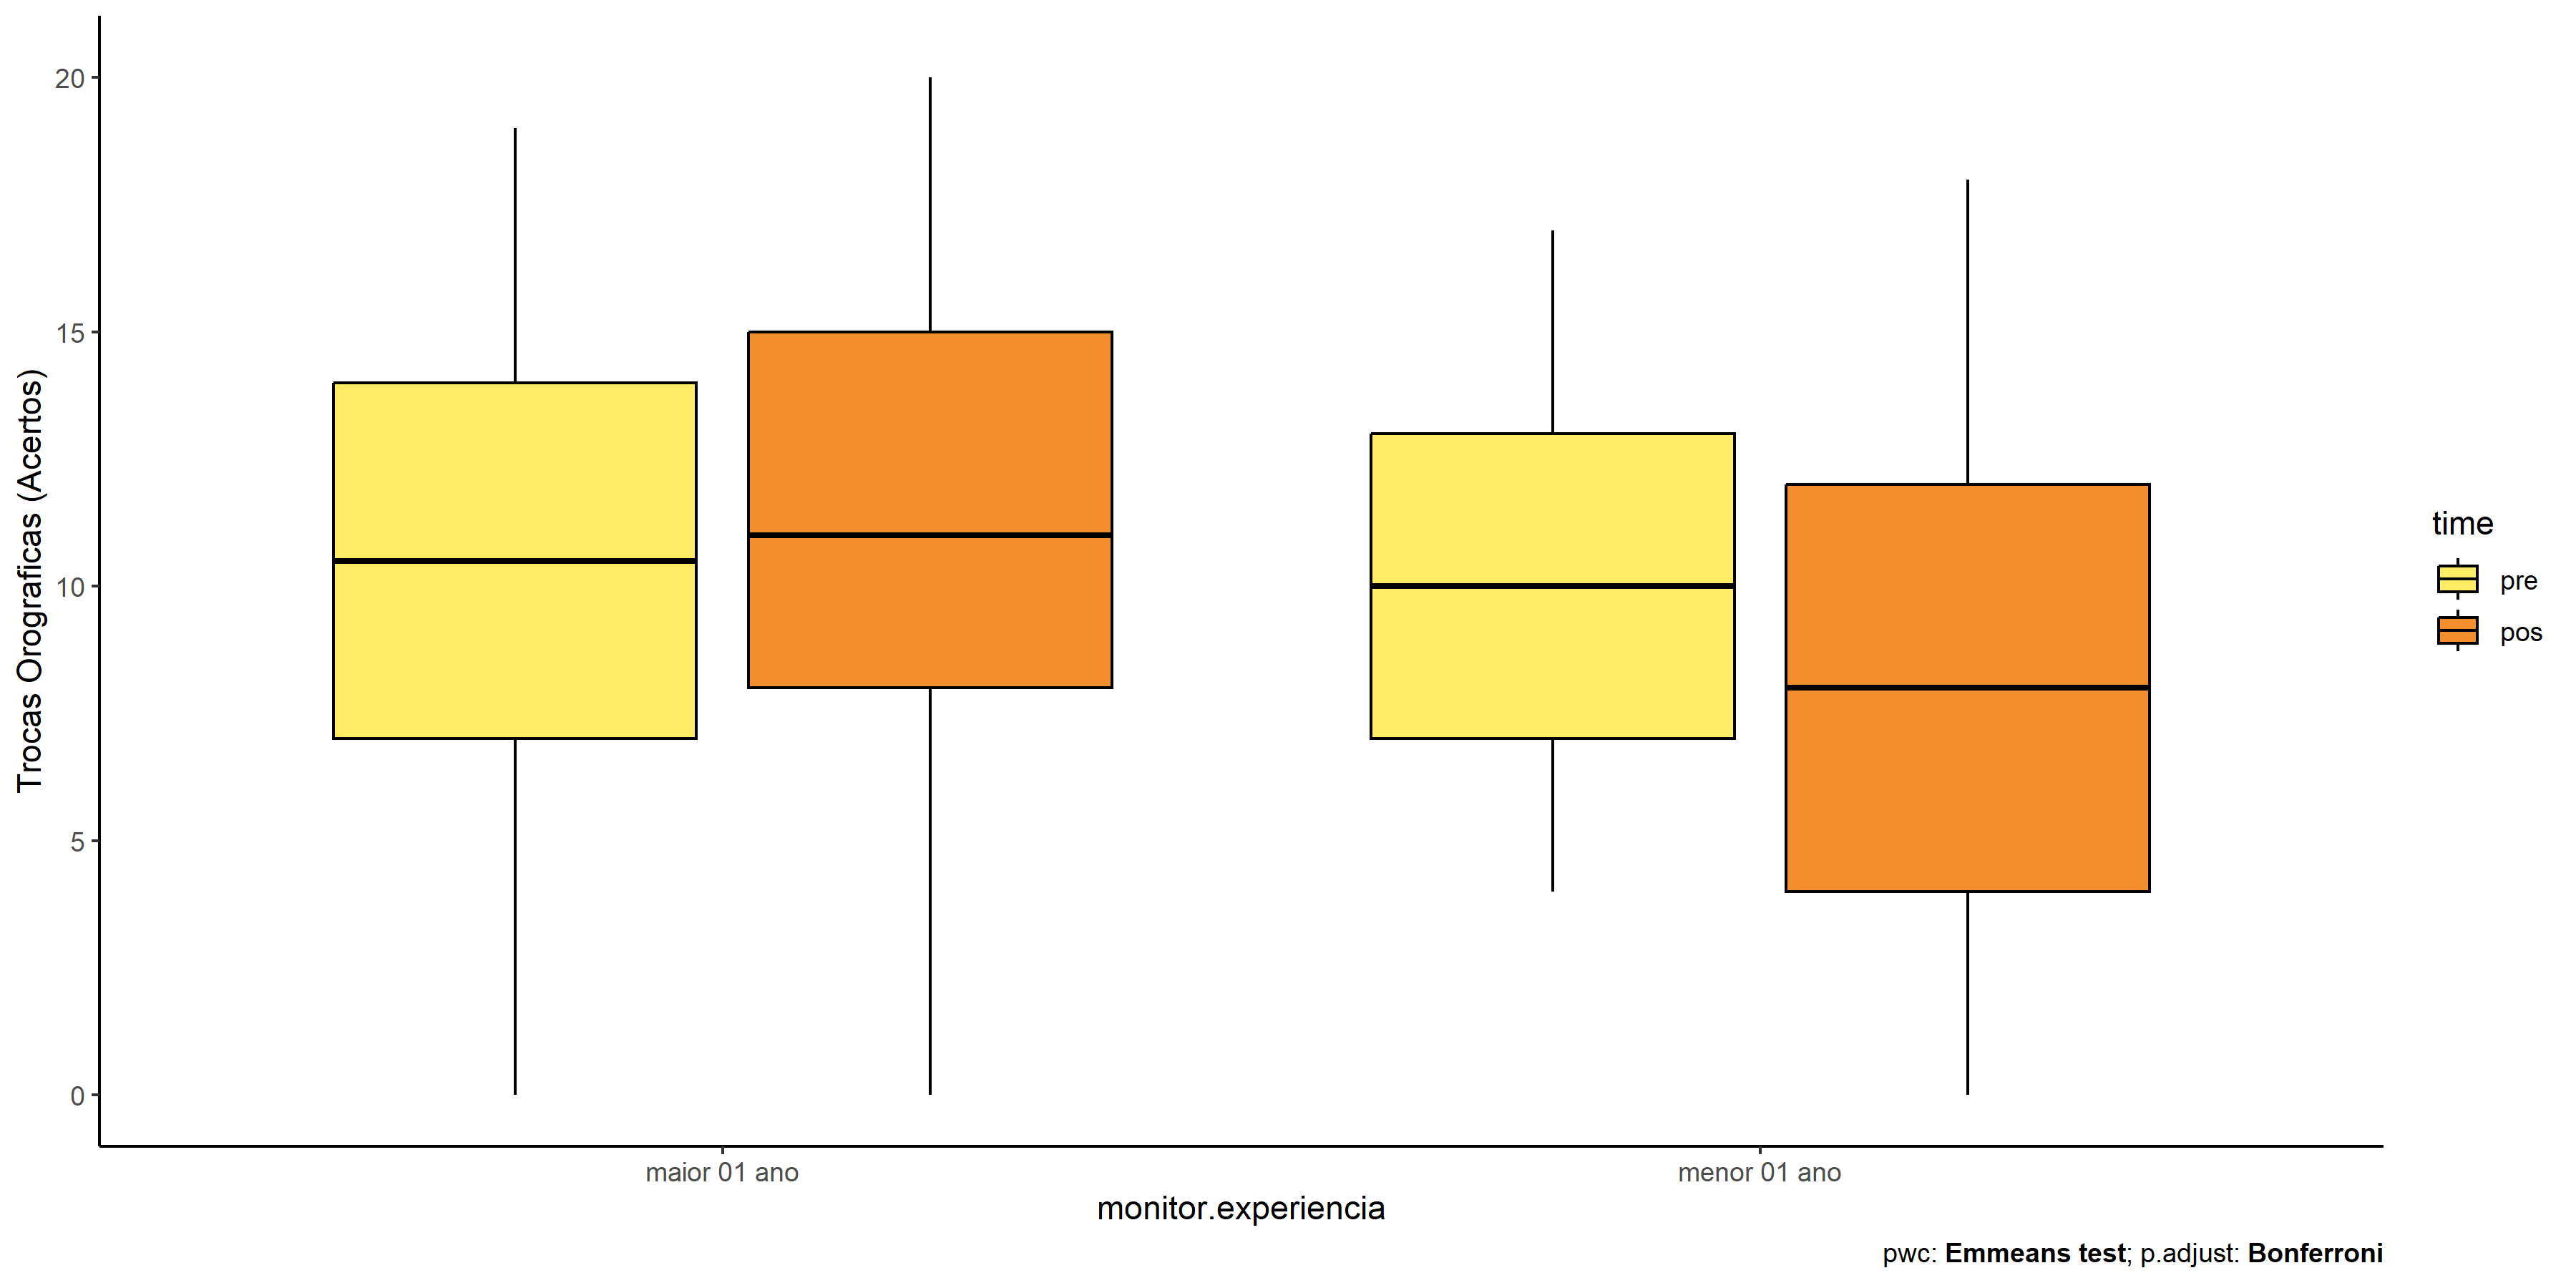 Trocas Orograficas (Acertos)
20
15
10
5
0
maior 01 ano
menor 01 ano
monitor.experiencia
time
pre
pos
pwc: Emmeans test; p.adjust: Bonferroni